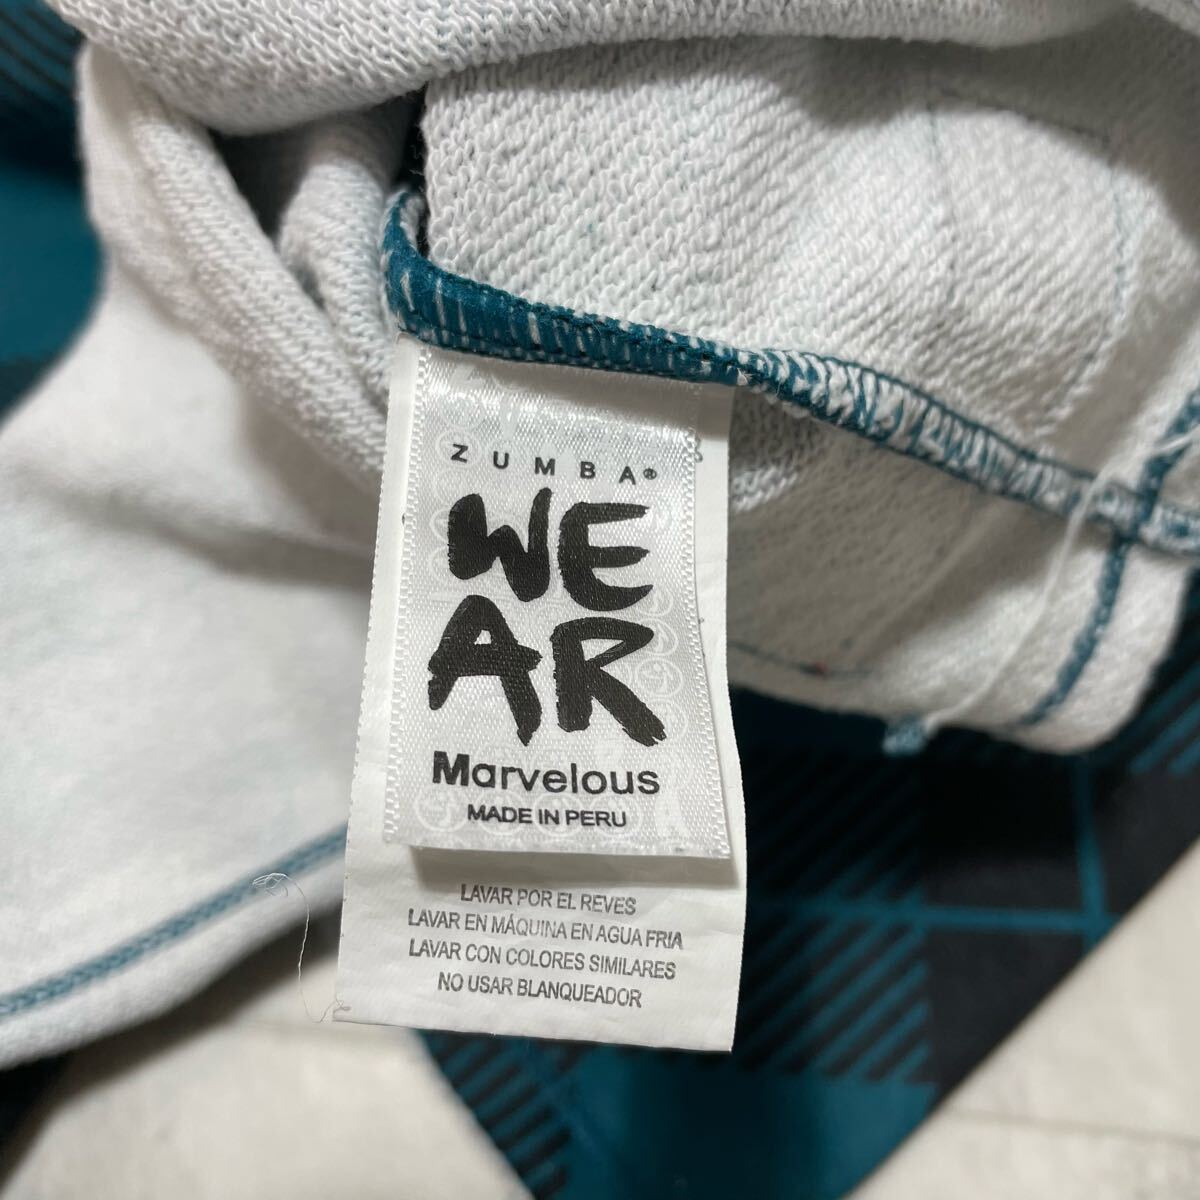 ZUMBA®
WE
AR
Marvelous
MADE IN PERU
LAVAR POR EL REVES
LAVAR EN MÁQUINA EN AGUA FRIA
LAVAR CON COLORES SIMILARES
NO USAR BLANQUEADOR